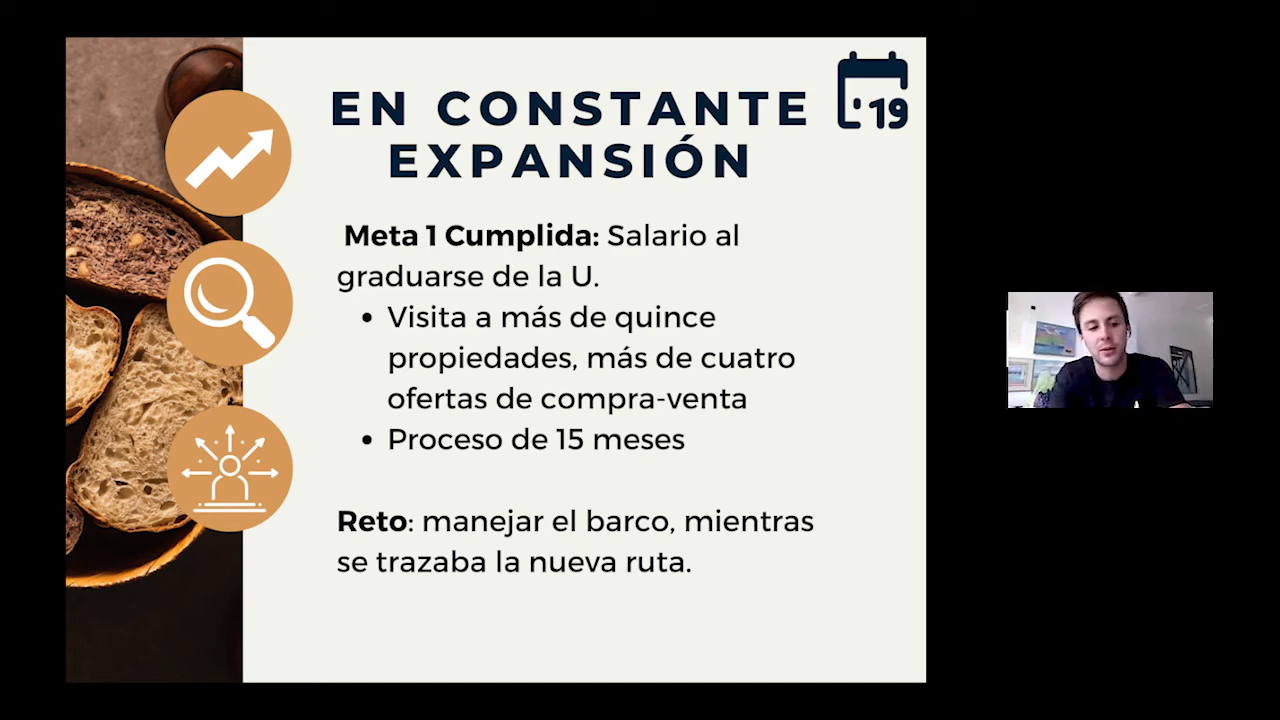 EN CONSTANTE
EXPANSIÓN
'19
Meta 1 Cumplida: Salario al
graduarse de la U.
• Visita a más de quince
propiedades, más de cuatro
ofertas de compra-venta
• Proceso de 15 meses
Reto: manejar el barco, mientras
se trazaba la nueva ruta.